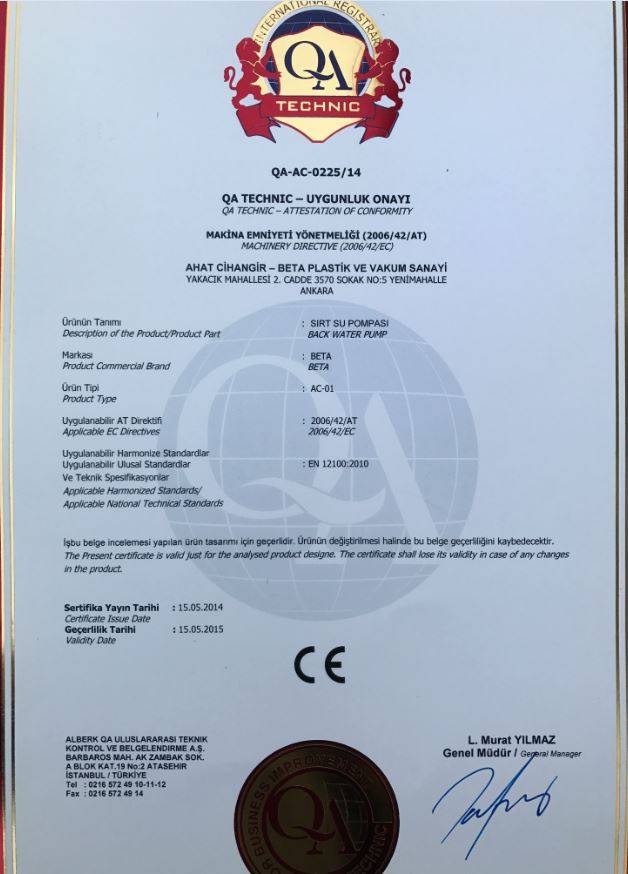 INTERNATIONAL REGISTRAR
QA
TECHNIC
QA-AC-0225/14
QA TECHNIC – UYGUNLUK ONAYI
QA TECHNIC – ATTESTATION OF CONFORMITY
MAKİNA EMNİYETİ YÖNETMELİĞİ (2006/42/AT)
MACHINERY DIRECTIVE (2006/42/EC)
AHAT CİHANGİR – BETA PLASTİK VE VAKUM SANAYİ
YAKACIK MAHALLESİ 2. CADDE 3570 SOKAK NO:5 YENİMAHALLE
ANKARA
Ürünün Tanımı : SIRT SU POMPASI
Description of the Product/Product Part BACK WATER PUMP
Markası : BETA
Product Commercial Brand BETA
Ürün Tipi : AC-01
Product Type
Uygulanabilir AT Direktifi : 2006/42/AT
Applicable EC Directives 2006/42/EC
Uygulanabilir Harmonize Standardlar
Uygulanabilir Ulusal Standardlar : EN 12100:2010
Ve Teknik Spesifikasyonlar
Applicable Harmonized Standards/
Applicable National Technical Standards
İşbu belge incelemesi yapılan ürün tasarımı için geçerlidir. Ürünün değiştirilmesi halinde bu belge geçerliliğini kaybedecektir.
The Present certificate is valid just for the analysed product designe. The certificate shall lose its validity in case of any changes
in the product.
Sertifika Yayın Tarihi : 15.05.2014
Certificate Issue Date
Geçerlilik Tarihi : 15.05.2015
Validity Date
CE
ALBERK QA ULUSLARARASI TEKNİK
KONTROL VE BELGELENDİRME A.Ş.
BARBAROS MAH. AK ZAMBAK SOK.
A BLOK KAT.19 No:2 ATASEHIR
İSTANBUL / TÜRKİYE
Tel : 0216 572 49 10-11-12
Fax : 0216 572 49 14
L. Murat YILMAZ
Genel Müdür / General Manager
FOR BUSINESS IMPROVEMENT
QA
TECHNIC